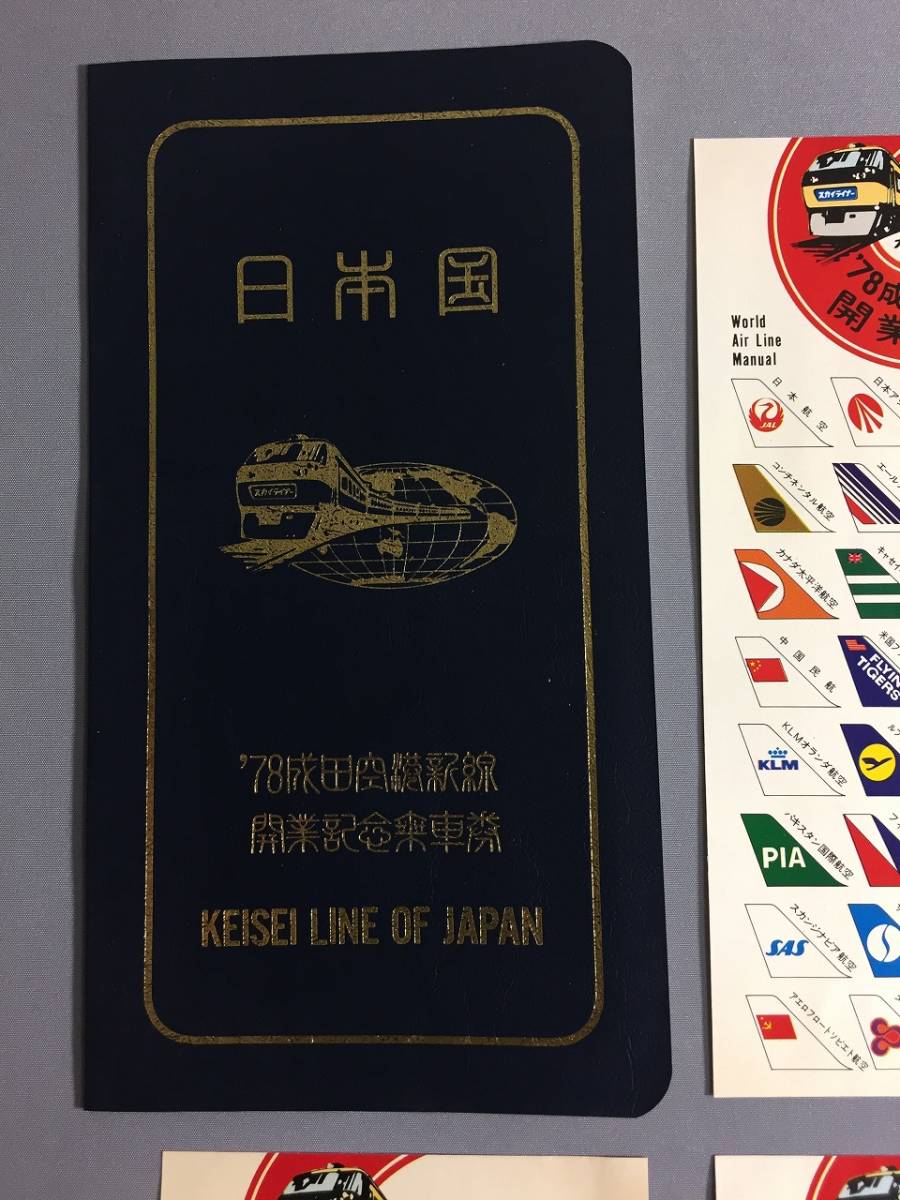 日本国
スカイライナー
'78成田空港新線
開業記念乗車券
KEISEI LINE OF JAPAN
スカイライナー
'78成
開業
World
Air Line
Manual
日本航空
JAL
日本ア
コンチネンタル航空
エール
カナダ太平洋航空
キャセイ
中国民航
米国フ
FLYIN
TIGERS
KLMオランダ航空
KLM
ル
パキスタン国際航空
PIA
フ
スカンジナビア航空
SAS
アエロフロートソビエト航空